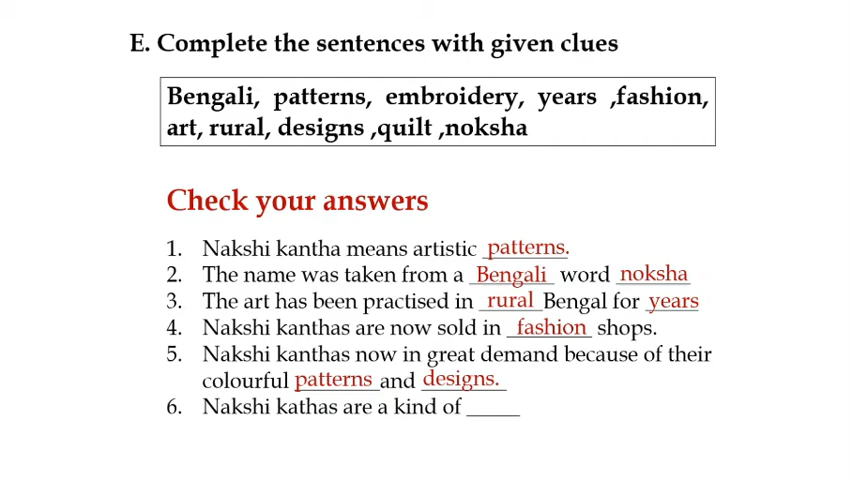 E. Complete the sentences with given clues
Bengali, patterns, embroidery, years ,fashion,
art, rural, designs ,quilt ,noksha
Check your answers
1. Nakshi kantha means artistic patterns.
2. The name was taken from a Bengali word noksha
3. The art has been practised in rural Bengal for years
4. Nakshi kanthas are now sold in fashion shops.
5. Nakshi kanthas now in great demand because of their
colourful patterns and designs.
6. Nakshi kathas are a kind of _____